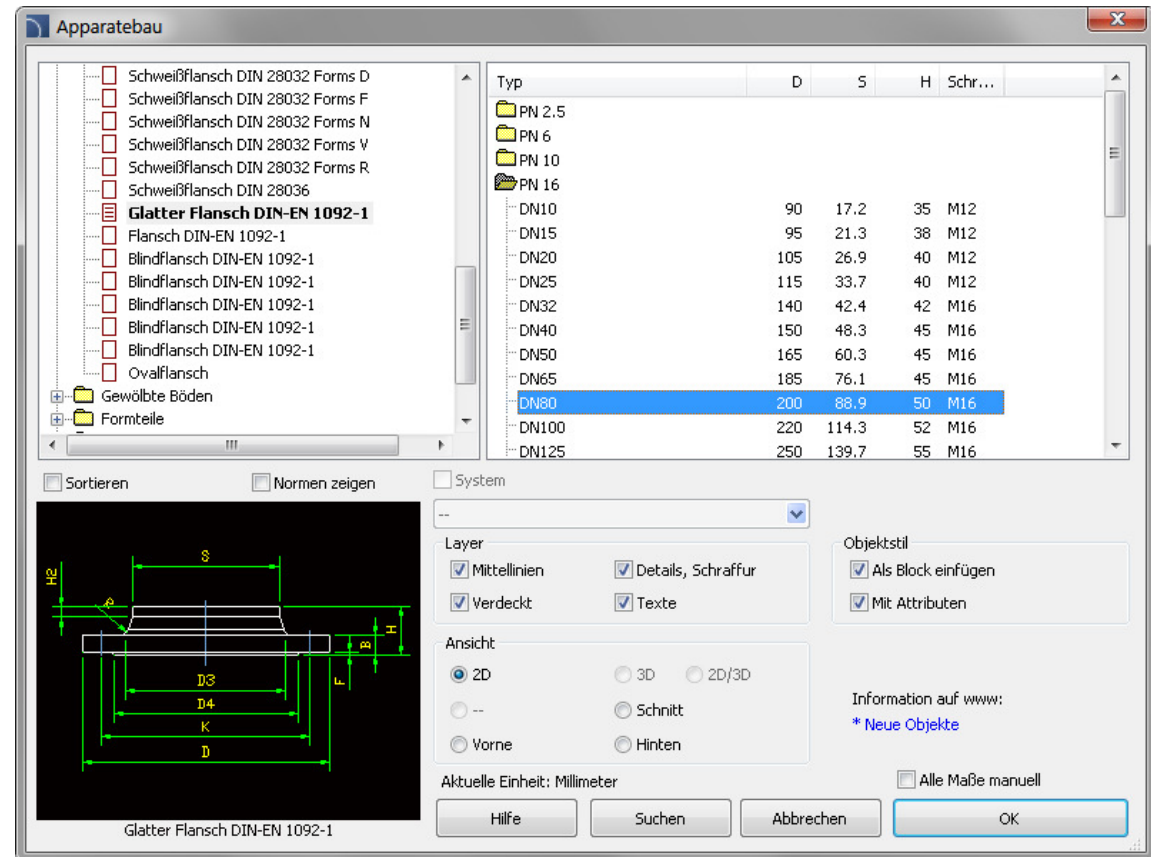 Apparatebau
Schweißflansch DIN 28032 Forms D
Schweißflansch DIN 28032 Forms F
Schweißflansch DIN 28032 Forms N
Schweißflansch DIN 28032 Forms V
Schweißflansch DIN 28032 Forms R
Schweißflansch DIN 28036
Glatter Flansch DIN-EN 1092-1
Flansch DIN-EN 1092-1
Blindflansch DIN-EN 1092-1
Blindflansch DIN-EN 1092-1
Blindflansch DIN-EN 1092-1
Blindflansch DIN-EN 1092-1
Blindflansch DIN-EN 1092-1
Ovalflansch
Gewölbte Böden
Formteile
Typ D S H Schr...
PN 2.5
PN 6
PN 10
PN 16
DN10 90 17.2 35 M12
DN15 95 21.3 38 M12
DN20 105 26.9 40 M12
DN25 115 33.7 40 M12
DN32 140 42.4 42 M16
DN40 150 48.3 45 M16
DN50 165 60.3 45 M16
DN65 185 76.1 45 M16
DN80 200 88.9 50 M16
DN100 220 114.3 52 M16
DN125 250 139.7 55 M16
Sortieren Normen zeigen
S
H2
R
H
B
F
D3
D4
K
D
Glatter Flansch DIN-EN 1092-1
System
--
Layer
Mittellinien Details, Schraffur
Verdeckt Texte
Objektstil
Als Block einfügen
Mit Attributen
Ansicht
2D 3D 2D/3D
-- Schnitt
Vorne Hinten
Information auf www:
* Neue Objekte
Aktuelle Einheit: Millimeter
Alle Maße manuell
Hilfe Suchen Abbrechen OK